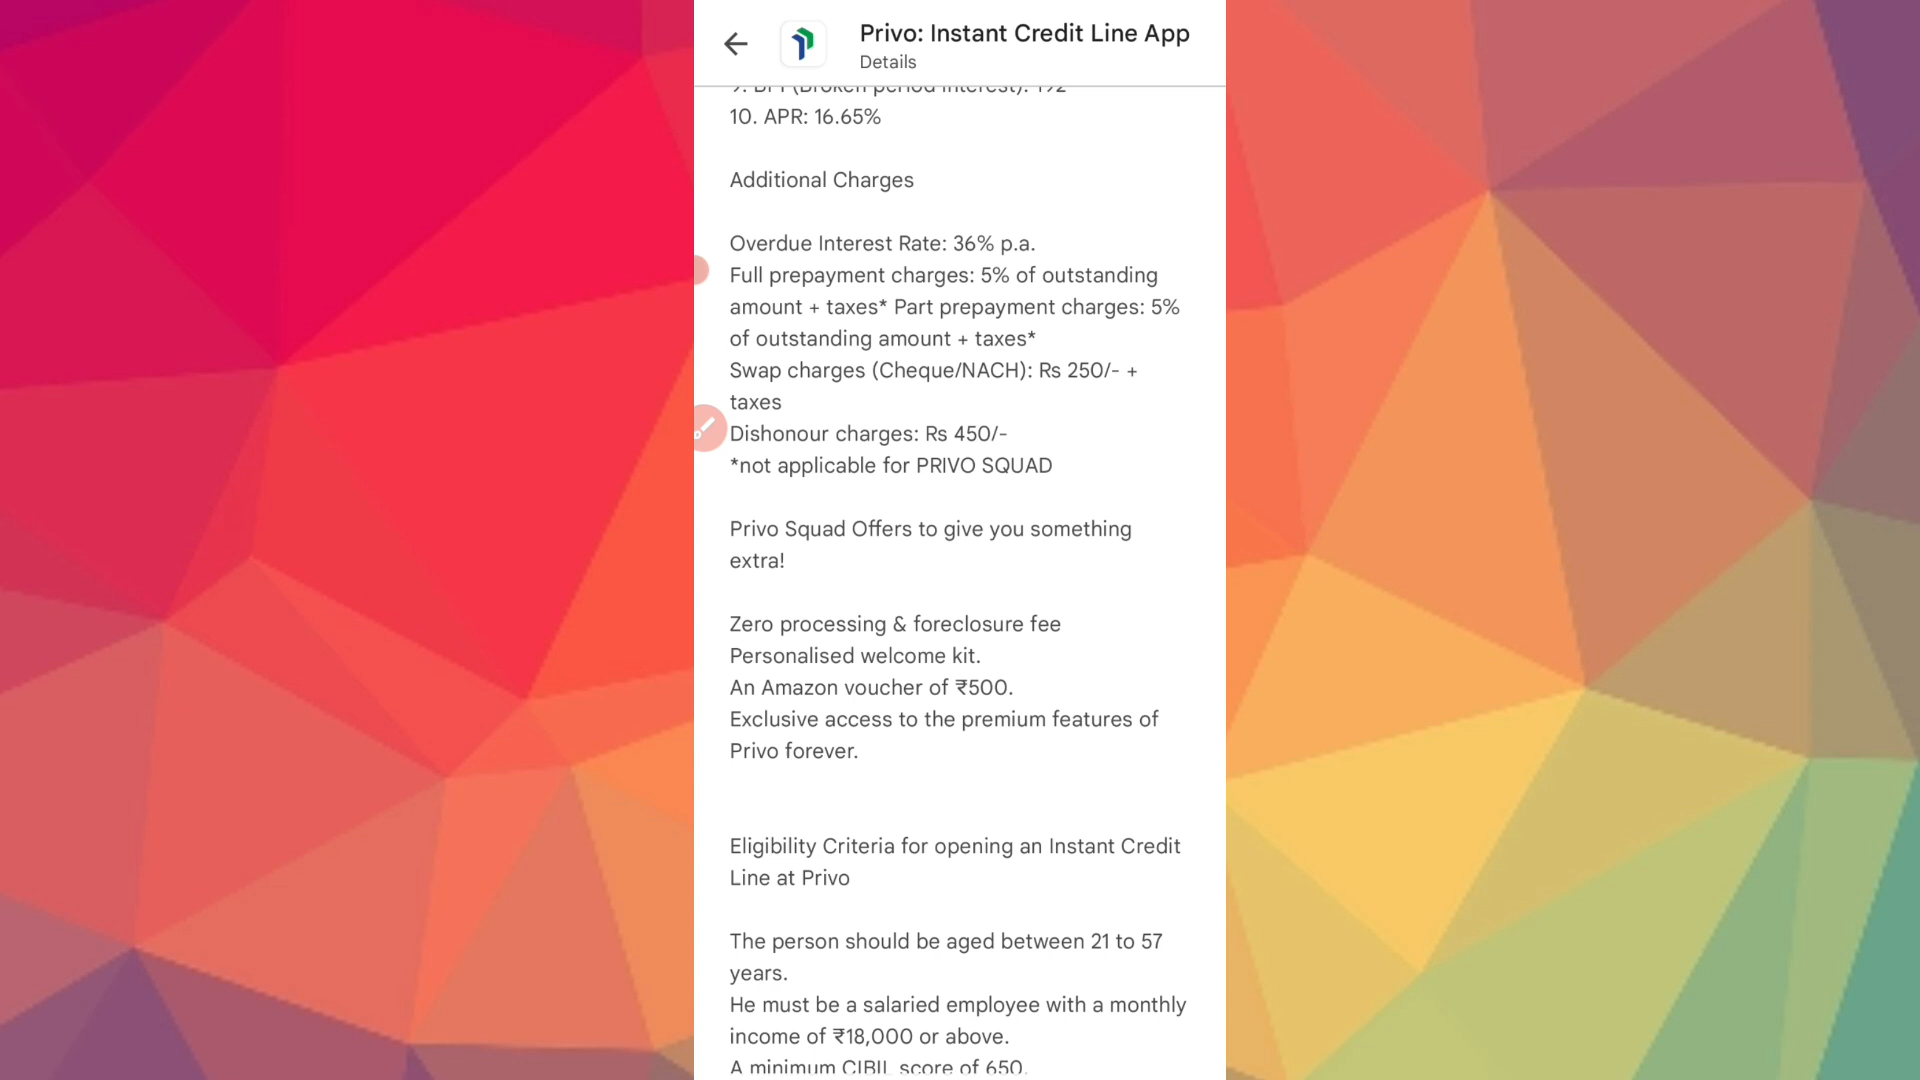 Privo: Instant Credit Line App
Details
9. BPI (Broken period interest): 192
10. APR: 16.65%
Additional Charges
Overdue Interest Rate: 36% p.a.
Full prepayment charges: 5% of outstanding
amount + taxes* Part prepayment charges: 5%
of outstanding amount + taxes*
Swap charges (Cheque/NACH): Rs 250/- +
taxes
Dishonour charges: Rs 450/-
*not applicable for PRIVO SQUAD
Privo Squad Offers to give you something
extra!
Zero processing & foreclosure fee
Personalised welcome kit.
An Amazon voucher of ₹500.
Exclusive access to the premium features of
Privo forever.
Eligibility Criteria for opening an Instant Credit
Line at Privo
The person should be aged between 21 to 57
years.
He must be a salaried employee with a monthly
income of ₹18,000 or above.
A minimum CIBIL score of 650.